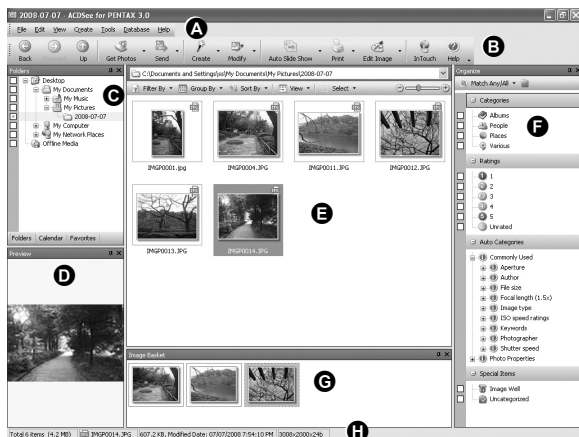 2008-07-07 - ACDSee for PENTAX 3.0
File Edit View Create Tools Database Help
A
Back Up Get Photos Send Create Modify Auto Slide Show Print Edit Image InTouch Help
B
Folders
Desktop
My Documents
My Music
My Pictures
2008-07-07
My Computer
My Network Places
Offline Media
C
Folders Calendar Favorites
Preview
D
C:\Documents and Settings\jsi\My Documents\My Pictures\2008-07-07
Filter By Group By Sort By View Select
IMGP0001.jpg IMGP0004.JPG IMGP0011.JPG IMGP0012.JPG
IMGP0013.JPG IMGP0014.JPG
E
Image Basket
G
Organize
Match Any/All
Categories
Albums
People
Places
Various
F
Ratings
1 1
2 2
3 3
4 4
5 5
Unrated
Auto Categories
Commonly Used
Aperture
Author
File size
Focal length (1.5x)
Image type
ISO speed ratings
Keywords
Photographer
Shutter speed
Photo Properties
Special Items
Image Well
Uncategorized
Total 6 items (4.2 MB) IMGP0014.JPG 607.2 KB, Modified Date: 07/07/2008 7:54:10 PM 3008x2000x24b
H